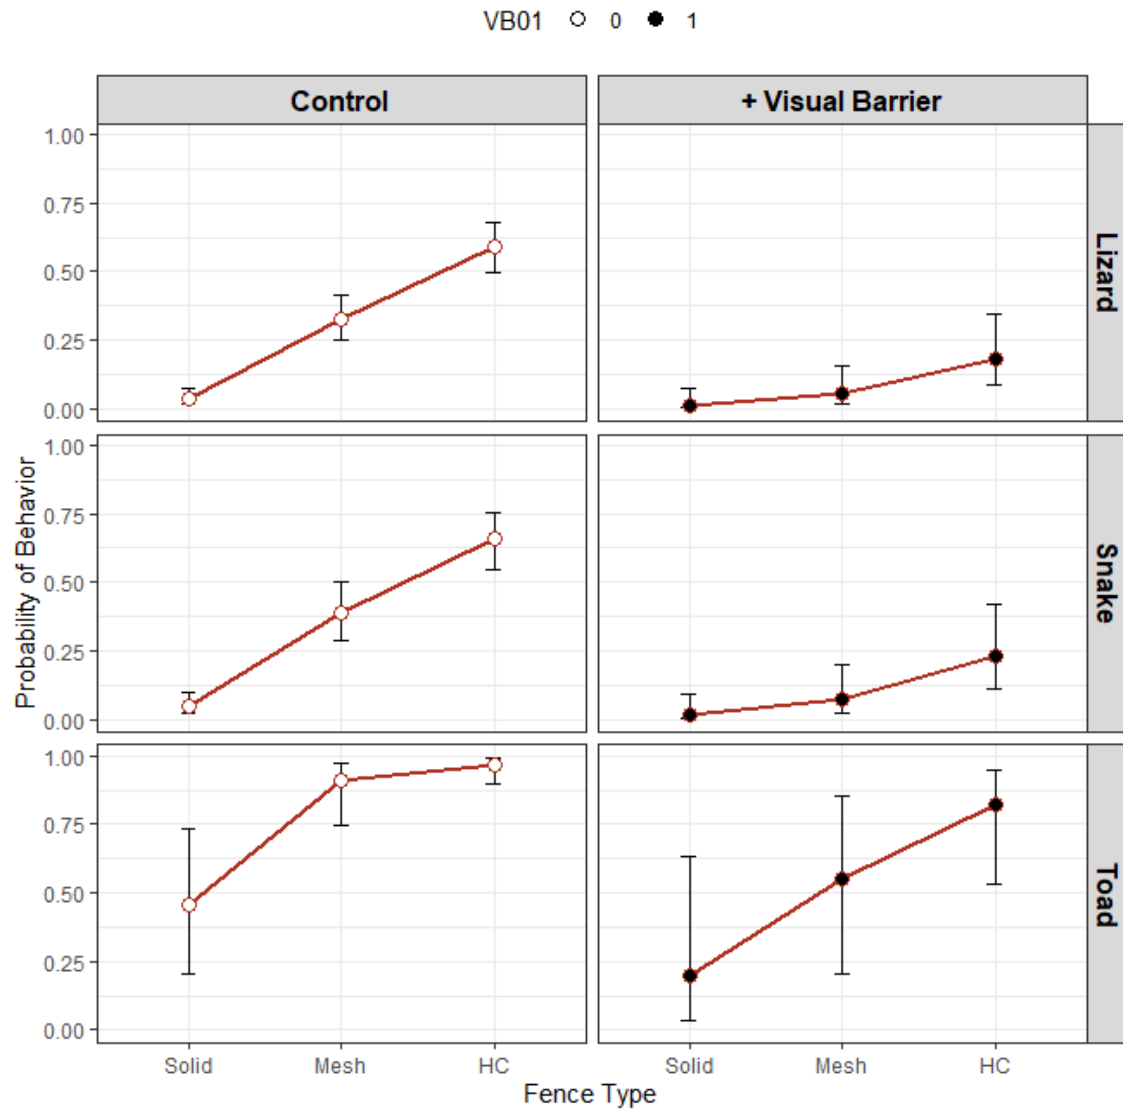 VB01 0 1
Control + Visual Barrier
1.00
0.75
0.50
0.25
0.00
Lizard
1.00
0.75
0.50
0.25
0.00
Snake
1.00
0.75
0.50
0.25
0.00
Toad
Probability of Behavior
Solid Mesh HC Solid Mesh HC
Fence Type